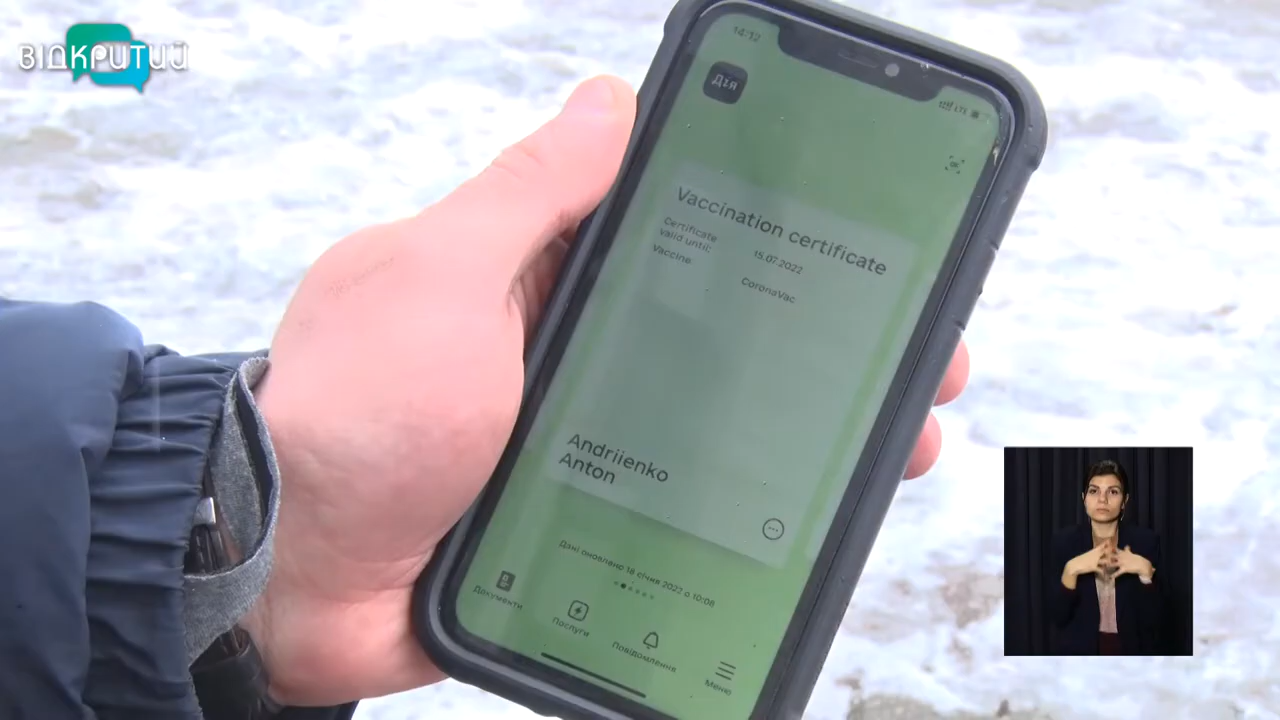 ВІДКРИТИЙ
14:12
LTE
Дія
Vaccination certificate
Certificate
valid until:
15.07.2022
Vaccine
CoronaVac
Andriienko
Anton
Дані оновлено 18 січня 2022 о 10:08
Документи
Послуги
Повідомлення
Меню